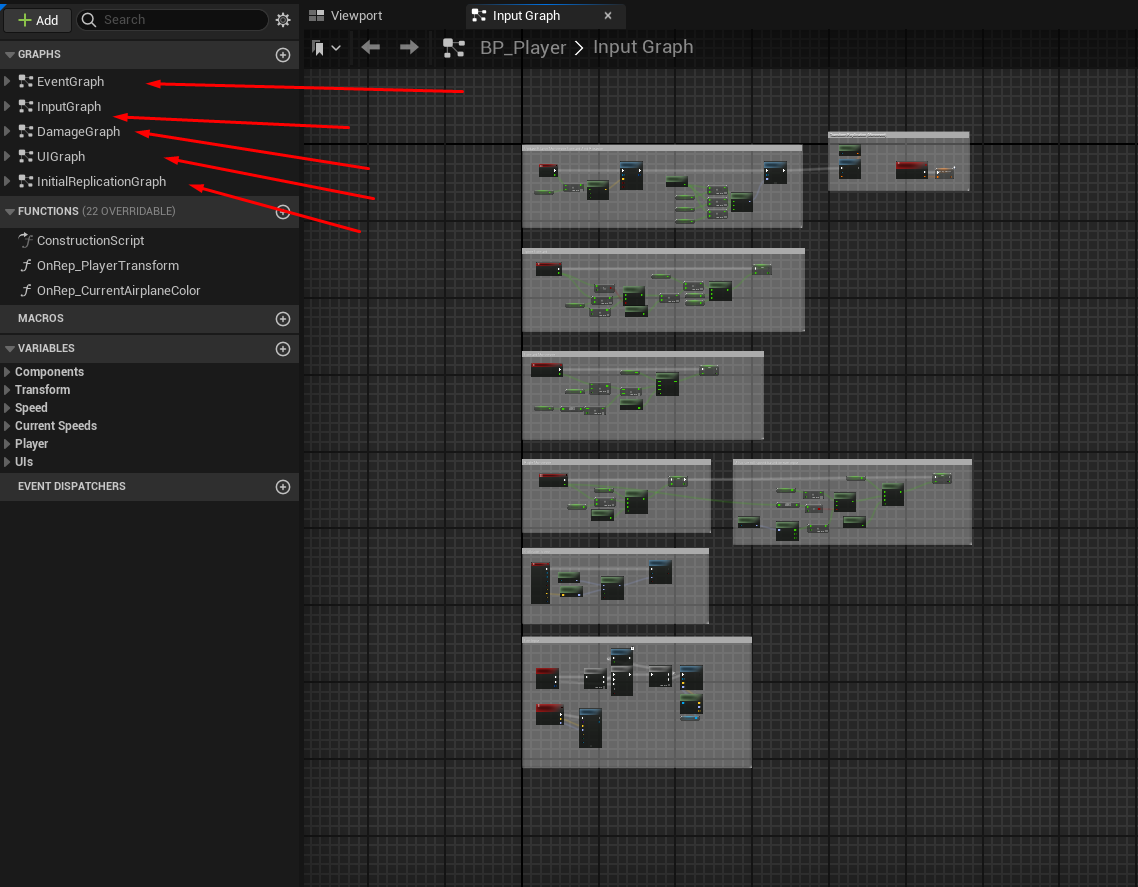 Add
Search
Viewport
Input Graph
BP_Player > Input Graph
GRAPHS
EventGraph
InputGraph
DamageGraph
UIGraph
InitialReplicationGraph
FUNCTIONS (22 OVERRIDABLE)
ConstructionScript
OnRep_PlayerTransform
OnRep_CurrentAirplaneColor
MACROS
VARIABLES
Components
Transform
Speed
Current Speeds
Player
UIs
EVENT DISPATCHERS